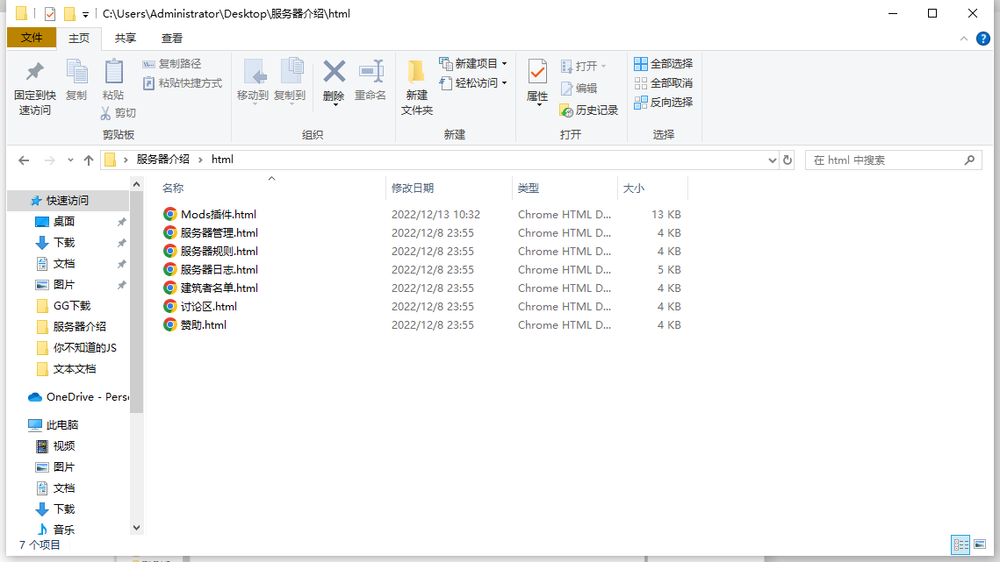 C:\Users\Administrator\Desktop\服务器介绍\html
文件 主页 共享 查看
固定到快速访问
复制
粘贴
复制路径
粘贴快捷方式
剪切
剪贴板
移动到
复制到
删除
重命名
组织
新建文件夹
新建项目
轻松访问
新建
属性
打开
编辑
历史记录
打开
全部选择
全部取消
反向选择
选择
服务器介绍 › html
在 html 中搜索
快速访问
桌面
下载
文档
图片
GG下载
服务器介绍
你不知道的JS
文本文档
OneDrive - Pers
此电脑
视频
图片
文档
下载
音乐
名称 修改日期 类型 大小
Mods插件.html 2022/12/13 10:32 Chrome HTML D... 13 KB
服务器管理.html 2022/12/8 23:55 Chrome HTML D... 4 KB
服务器规则.html 2022/12/8 23:55 Chrome HTML D... 4 KB
服务器日志.html 2022/12/8 23:55 Chrome HTML D... 5 KB
建筑者名单.html 2022/12/8 23:55 Chrome HTML D... 4 KB
讨论区.html 2022/12/8 23:55 Chrome HTML D... 4 KB
赞助.html 2022/12/8 23:55 Chrome HTML D... 4 KB
7 个项目